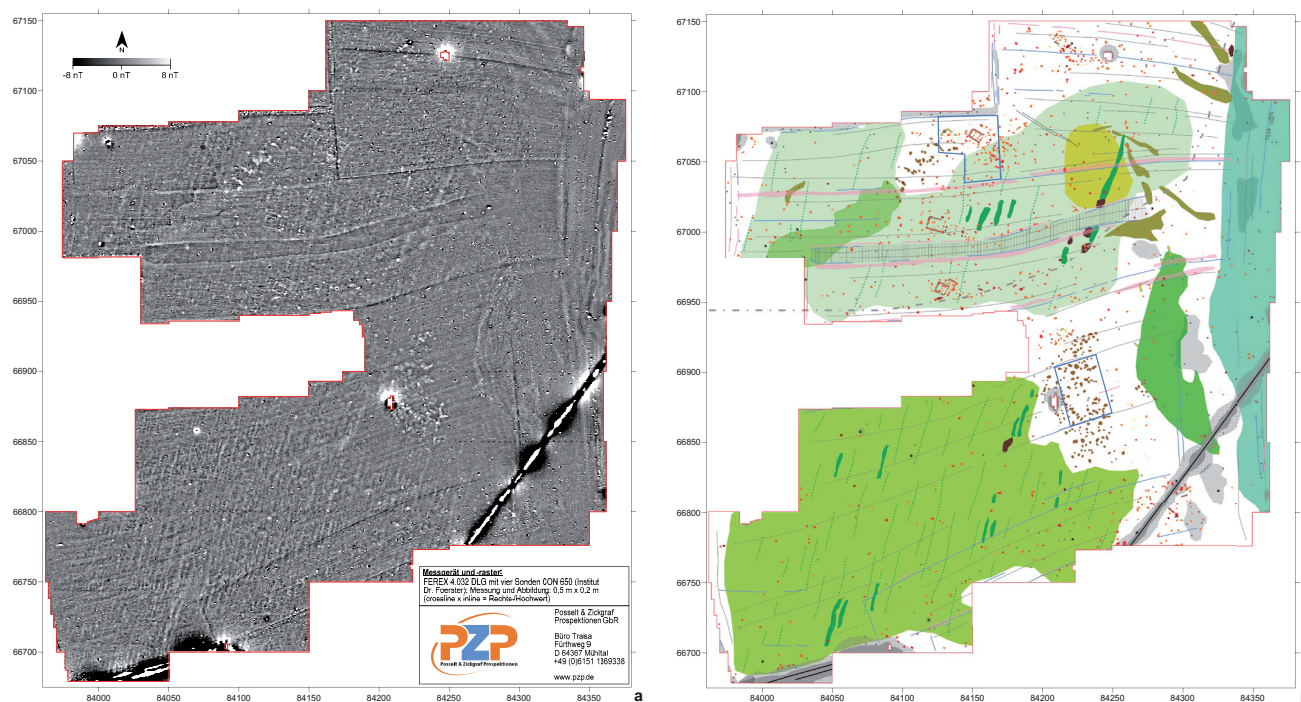 67150
67100
67050
67000
66950
66900
66850
66800
66750
66700
N
-8 nT 0 nT 8 nT
Messgerät und -raster:
FEREX 4.032 DLG mit vier Sonden CON 650 (Institut
Dr. Foerster); Messung und Abbildung: 0,5 m x 0.2 m
(crossline x inline = Rechts-/Hochwert)
PZP
Posselt & Zickgraf Prospektionen
Posselt & Zickgraf
Prospektionen GbR
Büro Traisa
Fürthweg 9
D 64367 Mühltal
+49 (0)6151 1369338
www.pzp.de
84000 84050 84100 84150 84200 84250 84300 84350
a
67150
67100
67050
67000
66950
66900
66850
66800
66750
66700
84000 84050 84100 84150 84200 84250 84300 84350